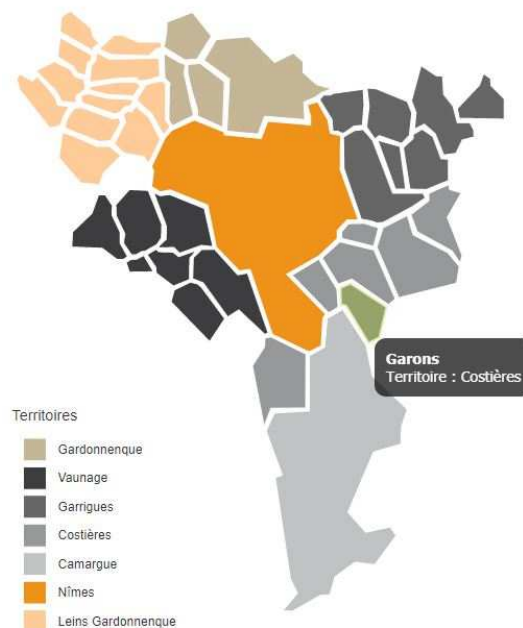 Garons
Territoire : Costières
Territoires
Gardonnenque
Vaunage
Garrigues
Costières
Camargue
Nîmes
Leins Gardonnenque